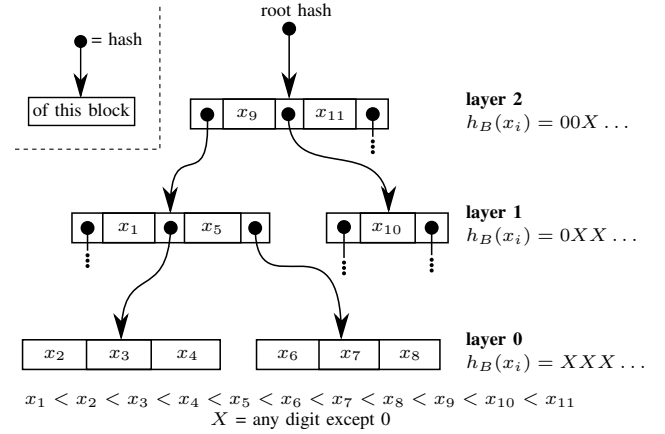 root hash
= hash
of this block
x₉ x₁₁
layer 2
h_B(x_i) = 00X ...
x₁ x₅ x₁₀
layer 1
h_B(x_i) = 0XX ...
x₂ x₃ x₄ x₆ x₇ x₈
layer 0
h_B(x_i) = XXX ...
x₁ < x₂ < x₃ < x₄ < x₅ < x₆ < x₇ < x₈ < x₉ < x₁₀ < x₁₁
X = any digit except 0